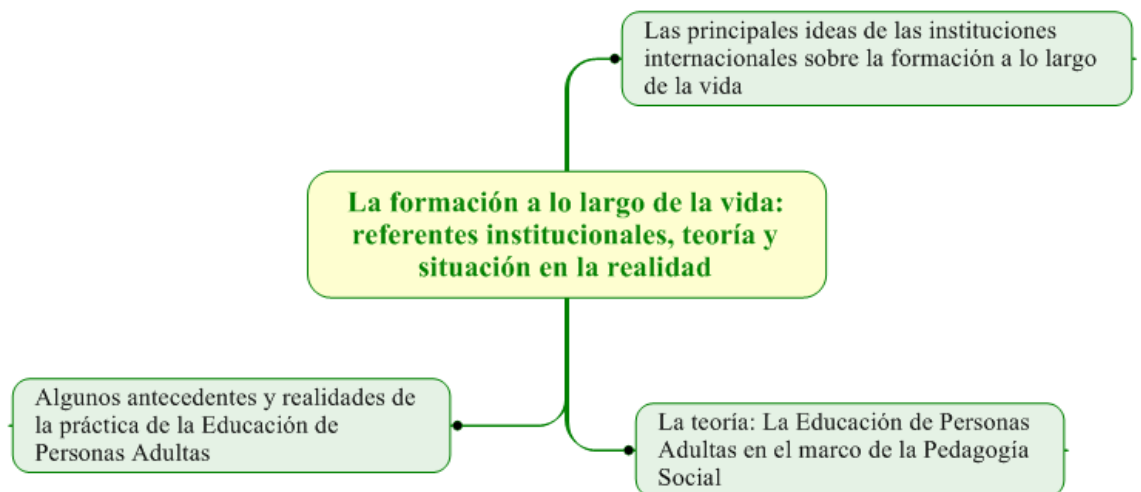 Las principales ideas de las instituciones
internacionales sobre la formación a lo largo
de la vida
La formación a lo largo de la vida:
referentes institucionales, teoría y
situación en la realidad
Algunos antecedentes y realidades de
la práctica de la Educación de
Personas Adultas
La teoría: La Educación de Personas
Adultas en el marco de la Pedagogía
Social